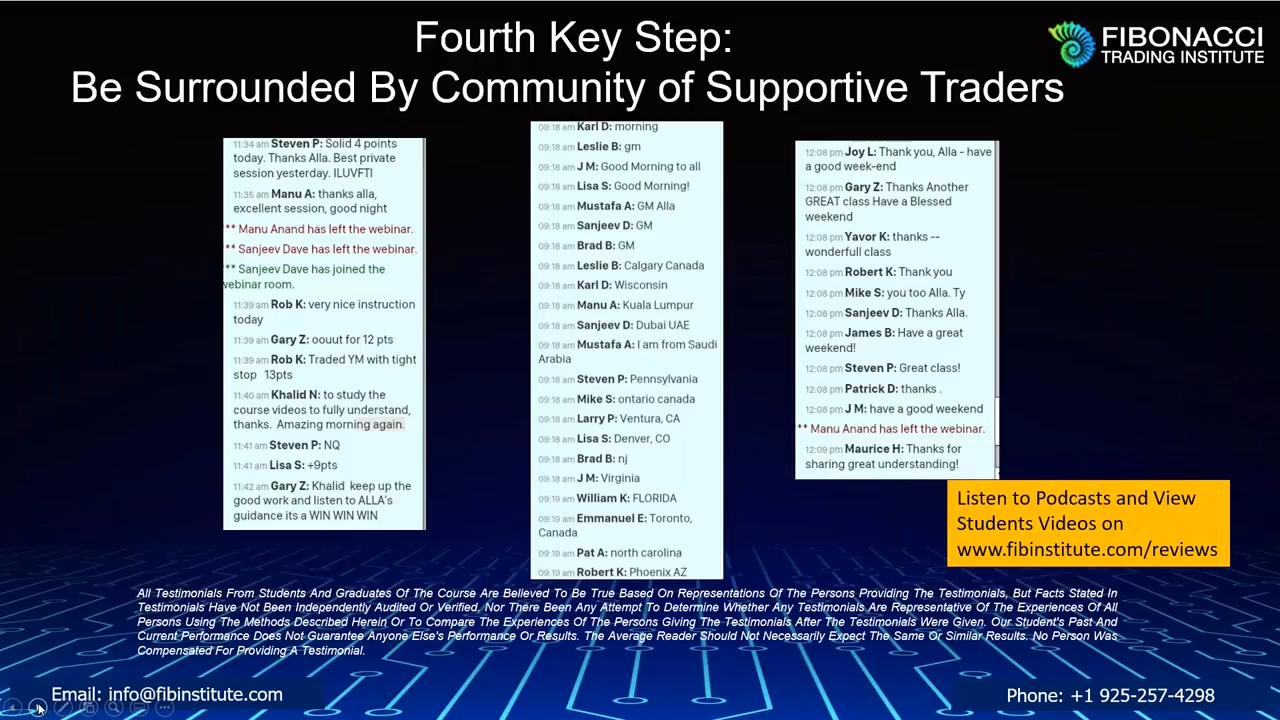 Fourth Key Step:
Be Surrounded By Community of Supportive Traders
FIBONACCI
TRADING INSTITUTE
11:34 am Steven P: Solid 4 points
today. Thanks Alla. Best private
session yesterday. ILUVFTI
11:35 am Manu A: thanks alla,
excellent session, good night
** Manu Anand has left the webinar.
** Sanjeev Dave has left the webinar.
** Sanjeev Dave has joined the
webinar room.
11:39 am Rob K: very nice instruction
today
11:39 am Gary Z: oouut for 12 pts
11:39 am Rob K: Traded YM with tight
stop 13pts
11:40 am Khalid N: to study the
course videos to fully understand,
thanks. Amazing morning again.
11:41 am Steven P: NQ
11:41 am Lisa S: +9pts
11:42 am Gary Z: Khalid keep up the
good work and listen to ALLA's
guidance its a WIN WIN WIN
09:18 am Karl D: morning
09:18 am Leslie B: gm
09:18 am J M: Good Morning to all
09:18 am Lisa S: Good Morning!
09:18 am Mustafa A: GM Alla
09:18 am Sanjeev D: GM
09:18 am Brad B: GM
09:18 am Leslie B: Calgary Canada
09:18 am Karl D: Wisconsin
09:18 am Manu A: Kuala Lumpur
09:18 am Sanjeev D: Dubai UAE
09:18 am Mustafa A: I am from Saudi
Arabia
09:18 am Steven P: Pennsylvania
09:18 am Mike S: ontario canada
09:18 am Larry P: Ventura, CA
09:18 am Lisa S: Denver, CO
09:18 am Brad B: nj
09:18 am J M: Virginia
09:19 am William K: FLORIDA
09:19 am Emmanuel E: Toronto,
Canada
09:19 am Pat A: north carolina
09:19 am Robert K: Phoenix AZ
12:08 pm Joy L: Thank you, Alla - have
a good week-end
12:08 pm Gary Z: Thanks Another
GREAT class Have a Blessed
weekend
12:08 pm Yavor K: thanks --
wonderfull class
12:08 pm Robert K: Thank you
12:08 pm Mike S: you too Alla. Ty
12:08 pm Sanjeev D: Thanks Alla.
12:08 pm James B: Have a great
weekend!
12:08 pm Steven P: Great class!
12:08 pm Patrick D: thanks .
12:08 pm J M: have a good weekend
** Manu Anand has left the webinar.
12:09 pm Maurice H: Thanks for
sharing great understanding!
Listen to Podcasts and View
Students Videos on
www.fibinstitute.com/reviews
All Testimonials From Students And Graduates Of The Course Are Believed To Be True Based On Representations Of The Persons Providing The Testimonials, But Facts Stated In
Testimonials Have Not Been Independently Audited Or Verified. Nor There Been Any Attempt To Determine Whether Any Testimonials Are Representative Of The Experiences Of All
Persons Using The Methods Described Herein Or To Compare The Experiences Of The Persons Giving The Testimonials After The Testimonials Were Given. Our Student's Past And
Current Performance Does Not Guarantee Anyone Else's Performance Or Results. The Average Reader Should Not Necessarily Expect The Same Or Similar Results. No Person Was
Compensated For Providing A Testimonial.
Email: info@fibinstitute.com
Phone: +1 925-257-4298